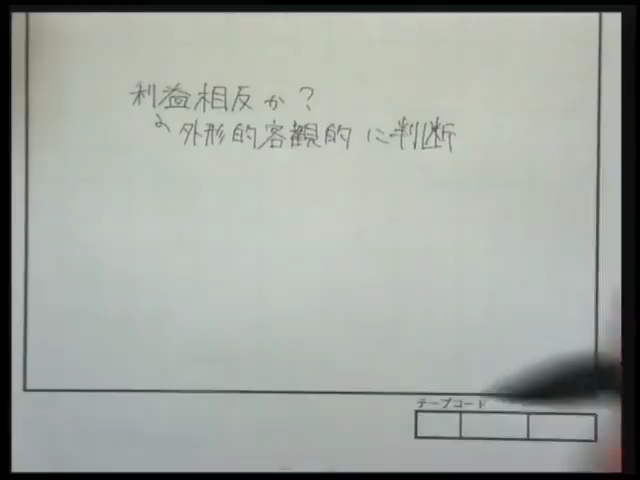 利益相反か?
外形的客観的に判断
テープコード